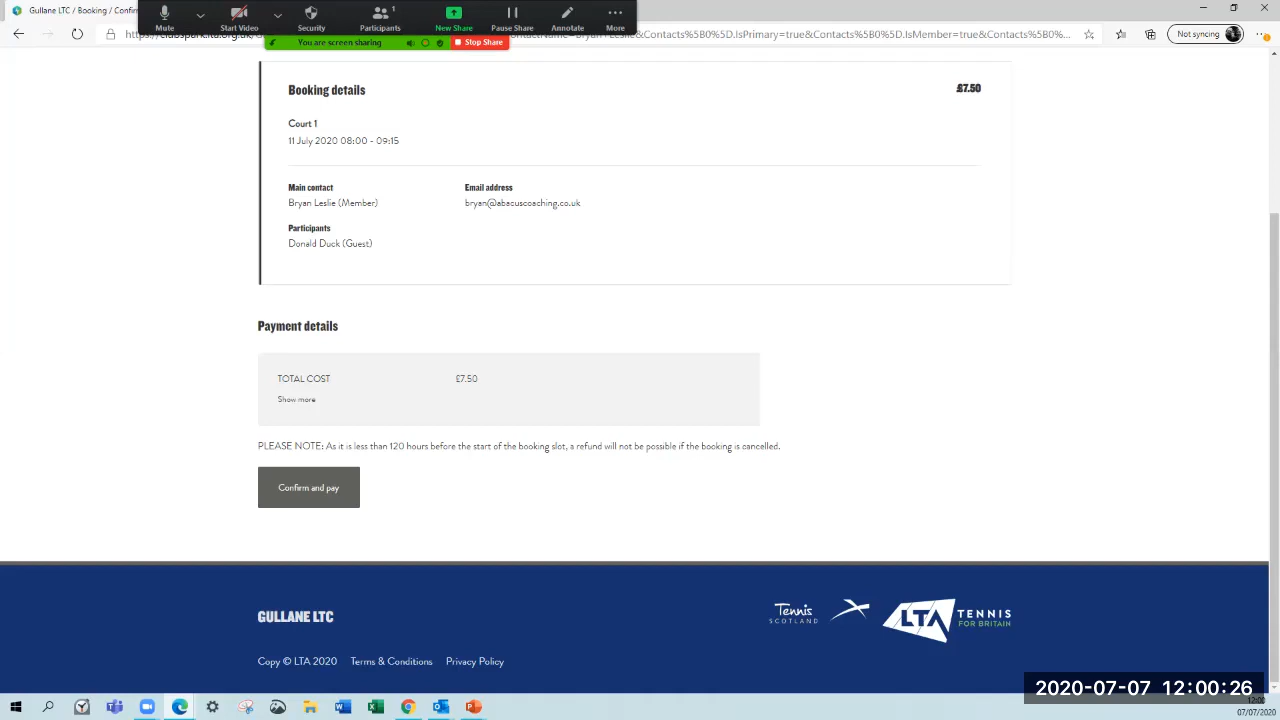 Gullane LTC / Booking / Confir
Mute
Start Video
Security
Participants
1
New Share
Pause Share
Annotate
More
You are screen sharing
Stop Share
Booking details
£7.50
Court 1
11 July 2020 08:00 - 09:15
Main contact
Email address
Bryan Leslie (Member)
bryan@abacuscoaching.co.uk
Participants
Donald Duck (Guest)
Payment details
TOTAL COST
£7.50
Show more
PLEASE NOTE: As it is less than 120 hours before the start of the booking slot, a refund will not be possible if the booking is cancelled.
Confirm and pay
GULLANE LTC
Tennis
SCOTLAND
LTA
TENNIS
FOR BRITAIN
Copy © LTA 2020
Terms & Conditions
Privacy Policy
2020-07-07 12:00:26
12:00
07/07/2020